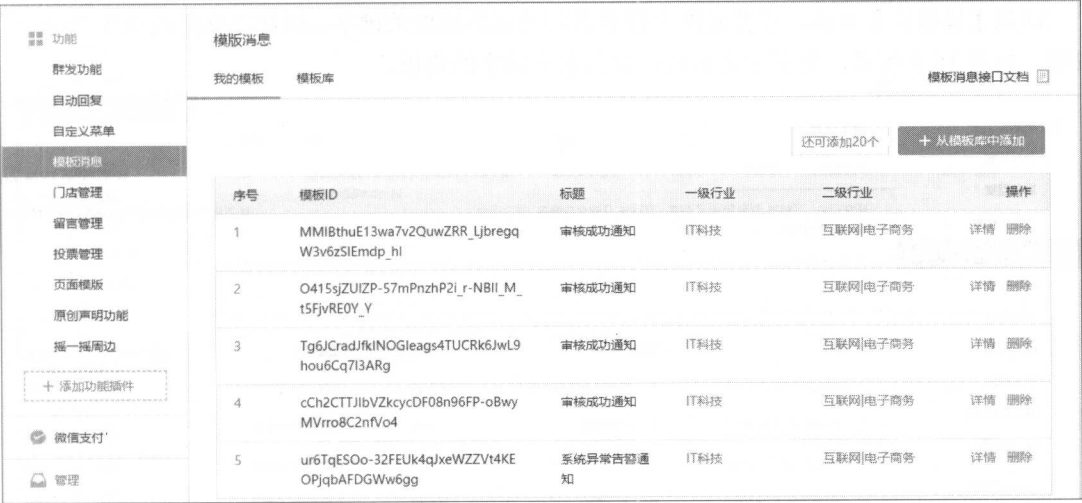 功能
群发功能
自动回复
自定义菜单
模板消息
门店管理
留言管理
投票管理
页面模版
原创声明功能
摇一摇周边
+ 添加功能插件
微信支付
管理
模版消息
我的模板 模板库 模板消息接口文档
还可添加20个 + 从模板库中添加
序号 模板ID 标题 一级行业 二级行业 操作
1 MMIBthuE13wa7v2QuwZRR_Ljbregq 审核成功通知 IT科技 互联网|电子商务 详情 删除
W3v6zSIEmdp_hI
2 O415sjZUIZP-57mPnzhP2i_r-NBIl_M_ 审核成功通知 IT科技 互联网|电子商务 详情 删除
t5FjvRE0Y_Y
3 Tg6JCradJfkINOGIeags4TUCRk6JwL9 审核成功通知 IT科技 互联网|电子商务 详情 删除
hou6Cq7I3ARg
4 cCh2CTTJIbVZkcycDF08n96FP-oBwy 审核成功通知 IT科技 互联网|电子商务 详情 删除
MVrro8C2nfVo4
5 ur6TqESOo-32FEUk4qJxeWZZVt4KE 系统异常告警通 IT科技 互联网|电子商务 详情 删除
OPjqbAFDGWw6gg 知